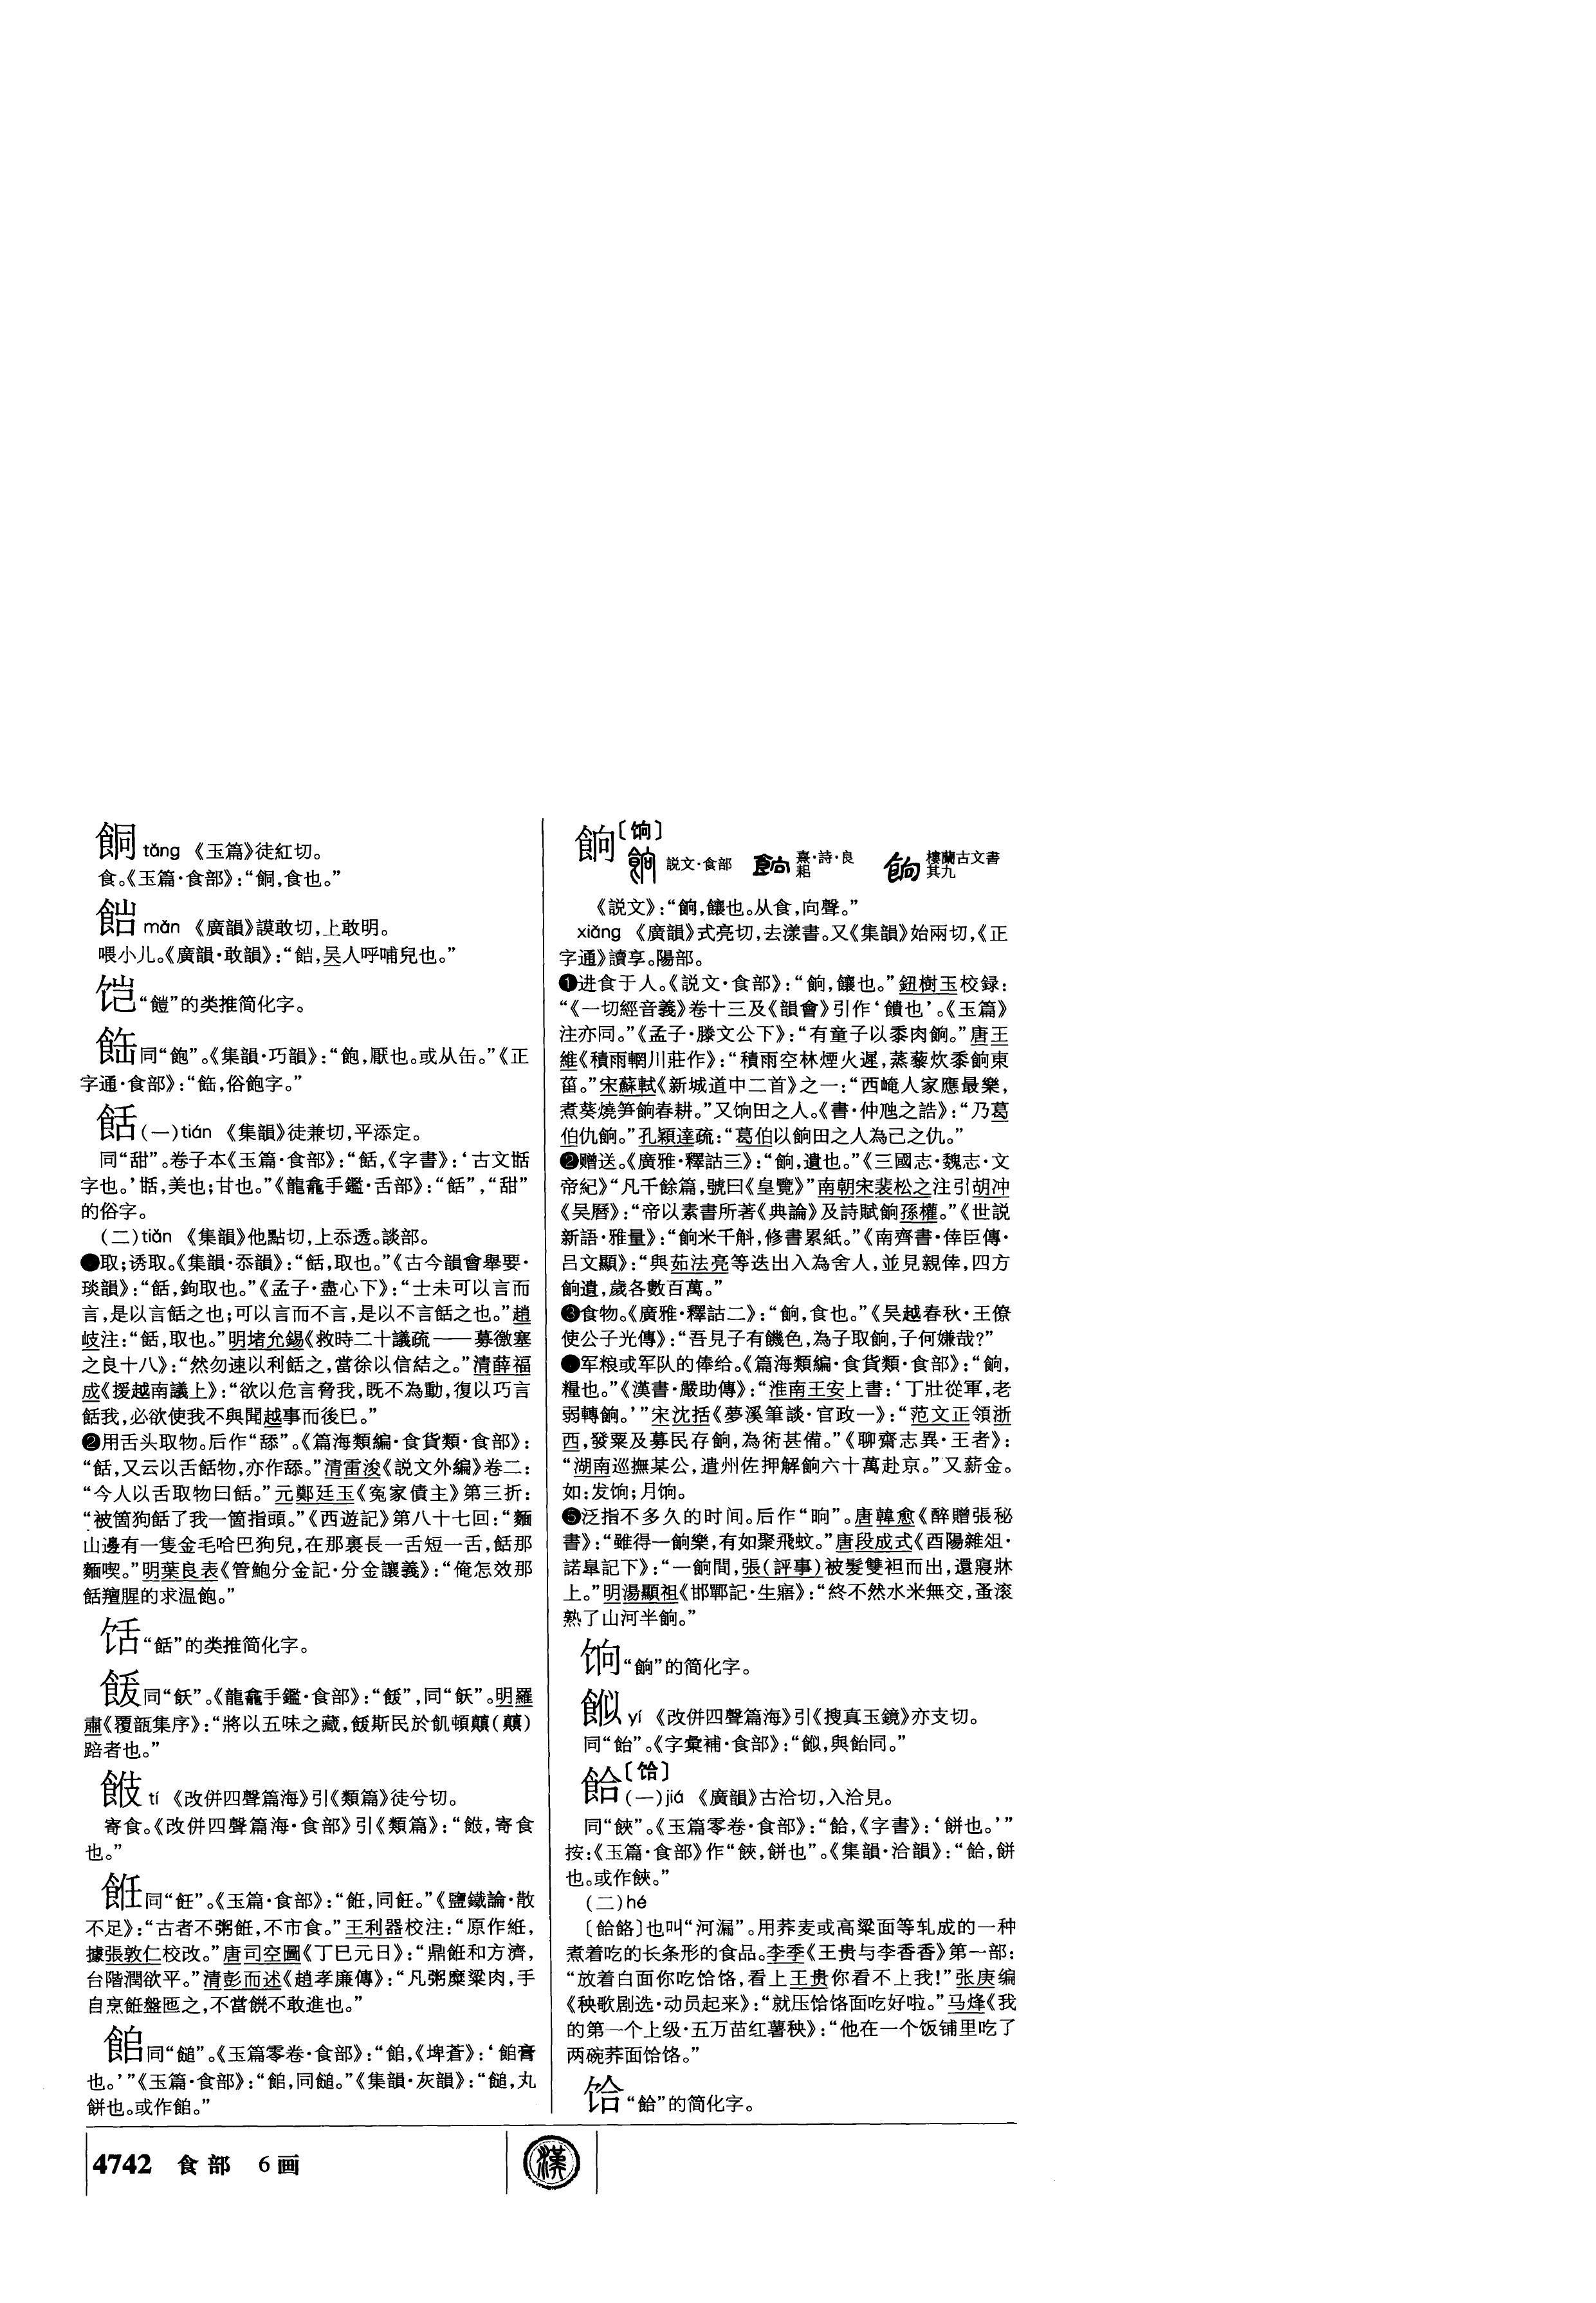 餇 tǒng 《玉篇》徒紅切。
食。《玉篇·食部》：“餇，食也。”
mǎn 《廣韻》謨敢切，上敢明。
喂小儿。《廣韻·敢韻》：“，吴人呼哺兒也。”
“饀”的类推简化字。
同“飽”。《集韻·巧韻》：“飽，厭也。或从缶。”《正
字通·食部》：“，俗飽字。”
餂(一)tián 《集韻》徒兼切，平添定。
同“甜”。卷子本《玉篇·食部》：“餂，《字書》：‘古文甛
字也。’甛，美也；甘也。”《龍龕手鑑·舌部》：“餂”，“甜”
的俗字。
(二)tiǎn 《集韻》他點切，上忝透。談部。
●取；诱取。《集韻·忝韻》：“餂，取也。”《古今韻會舉要·
琰韻》：“餂，鉤取也。”《孟子·盡心下》：“士未可以言而
言，是以言餂之也；可以言而不言，是以不言餂之也。”趙
岐注：“餂，取也。”明堵允錫《救時二十議疏——募徼塞
之良十八》：“然勿速以利餂之，當徐以信結之。”清薛福
成《援越南議上》：“欲以危言脅我，既不為動，復以巧言
餂我，必欲使我不與聞越事而後已。”
❷用舌头取物。后作“舔”。《篇海類編·食貨類·食部》：
“餂，又云以舌餂物，亦作舔。”清雷浚《説文外編》卷二：
“今人以舌取物曰餂。”元鄭廷玉《冤家債主》第三折：
“被箇狗餂了我一箇指頭。”《西遊記》第八十七回：“麵
山邊有一隻金毛哈巴狗兒，在那裏長一舌短一舌，餂那
麵喫。”明葉良表《管鮑分金記·分金讓義》：“俺怎效那
餂羶腥的求温飽。”
“餂”的类推简化字。
同“飫”。《龍龕手鑑·食部》：“”，同“飫”。明羅
肅《覆瓿集序》：“將以五味之藏，斯民於飢頓顛(顛)
踣者也。”
tí 《改併四聲篇海》引《類篇》徒兮切。
寄食。《改併四聲篇海·食部》引《類篇》：“，寄食
也。”
餁同“飪”。《玉篇·食部》：“餁，同飪。”《鹽鐵論·散
不足》：“古者不粥餁，不市食。”王利器校注：“原作紝，
據張敦仁校改。”唐司空圖《丁巳元日》：“鼎餁和方濟，
台階潤欲平。”清彭而述《趙孝廉傳》：“凡粥糜粱肉，手
自烹餁盤匜之，不當饌不敢進也。”
同“䭔”。《玉篇零卷·食部》：“，《埤蒼》：‘膏
也。’”《玉篇·食部》：“，同䭔。”《集韻·灰韻》：“䭔，丸
餅也。或作。”
餉〔饷〕
説文·食部 熹·詩·良耜 樓蘭古文書其九
《説文》：“餉，饟也。从食，向聲。”
xiǎng 《廣韻》式亮切，去漾書。又《集韻》始兩切，《正
字通》讀享。陽部。
❶进食于人。《説文·食部》：“餉，饟也。”鈕樹玉校録：
“《一切經音義》卷十三及《韻會》引作‘饋也’。《玉篇》
注亦同。”《孟子·滕文公下》：“有童子以黍肉餉。”唐王
維《積雨輞川莊作》：“積雨空林煙火遲，蒸藜炊黍餉東
菑。”宋蘇軾《新城道中二首》之一：“西崦人家應最樂，
煮葵燒笋餉春耕。”又饷田之人。《書·仲虺之誥》：“乃葛
伯仇餉。”孔穎達疏：“葛伯以餉田之人為己之仇。”
❷赠送。《廣雅·釋詁三》：“餉，遺也。”《三國志·魏志·文
帝紀》“凡千餘篇，號曰《皇覽》”南朝宋裴松之注引胡冲
《吴曆》：“帝以素書所著《典論》及詩賦餉孫權。”《世説
新語·雅量》：“餉米千斛，修書累紙。”《南齊書·倖臣傳·
吕文顯》：“與茹法亮等迭出入為舍人，並見親倖，四方
餉遺，歲各數百萬。”
❸食物。《廣雅·釋詁二》：“餉，食也。”《吴越春秋·王僚
使公子光傳》：“吾見子有饑色，為子取餉，子何嫌哉？”
●军粮或军队的俸给。《篇海類編·食貨類·食部》：“餉，
糧也。”《漢書·嚴助傳》：“淮南王安上書：‘丁壯從軍，老
弱轉餉。’”宋沈括《夢溪筆談·官政一》：“范文正領浙
西，發粟及募民存餉，為術甚備。”《聊齋志異·王者》：
“湖南巡撫某公，遣州佐押解餉六十萬赴京。”又薪金。
如：发饷；月饷。
❺泛指不多久的时间。后作“晌”。唐韓愈《醉贈張秘
書》：“雖得一餉樂，有如聚飛蚊。”唐段成式《酉陽雜俎·
諾皐記下》：“一餉間，張(評事)被髮雙袒而出，還寢牀
上。”明湯顯祖《邯鄲記·生寤》：“終不然水米無交，蚤滚
熟了山河半餉。”
饷“餉”的简化字。
yí 《改併四聲篇海》引《搜真玉鏡》亦支切。
同“飴”。《字彙補·食部》：“，與飴同。”
餄〔饸〕
(一)jiá 《廣韻》古洽切，入洽見。
同“餗”。《玉篇零卷·食部》：“餄，《字書》：‘餅也。’”
按：《玉篇·食部》作“䬪，餅也”。《集韻·洽韻》：“餄，餅
也。或作䬪。”
(二)hé
〔餄餎〕也叫“河漏”。用荞麦或高粱面等轧成的一种
煮着吃的长条形的食品。李季《王贵与李香香》第一部：
“放着白面你吃饸饹，看上王贵你看不上我！”张庚编
《秧歌剧选·动员起来》：“就压饸饹面吃好啦。”马烽《我
的第一个上级·五万苗红薯秧》：“他在一个饭铺里吃了
两碗荞面饸饹。”
饸“餄”的简化字。
4742 食部 6画
漢